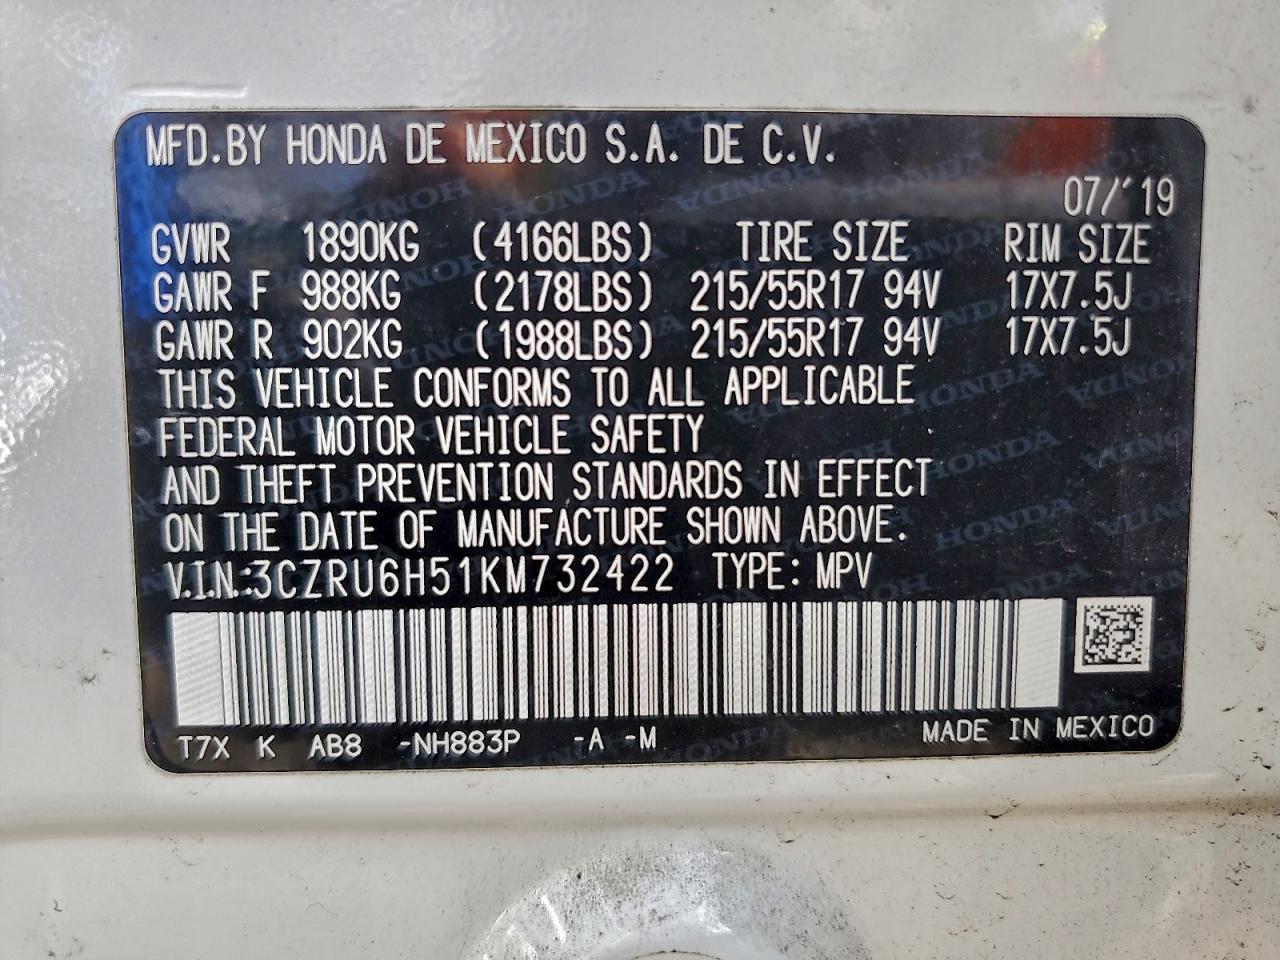 MFD.BY HONDA DE MEXICO S.A. DE C.V.
07/'19
GVWR 1890KG (4166LBS) TIRE SIZE RIM SIZE
GAWR F 988KG (2178LBS) 215/55R17 94V 17X7.5J
GAWR R 902KG (1988LBS) 215/55R17 94V 17X7.5J
THIS VEHICLE CONFORMS TO ALL APPLICABLE
FEDERAL MOTOR VEHICLE SAFETY
AND THEFT PREVENTION STANDARDS IN EFFECT
ON THE DATE OF MANUFACTURE SHOWN ABOVE.
V.I.N.:3CZRU6H51KM732422 TYPE: MPV
T7X K AB8 -NH883P -A -M MADE IN MEXICO